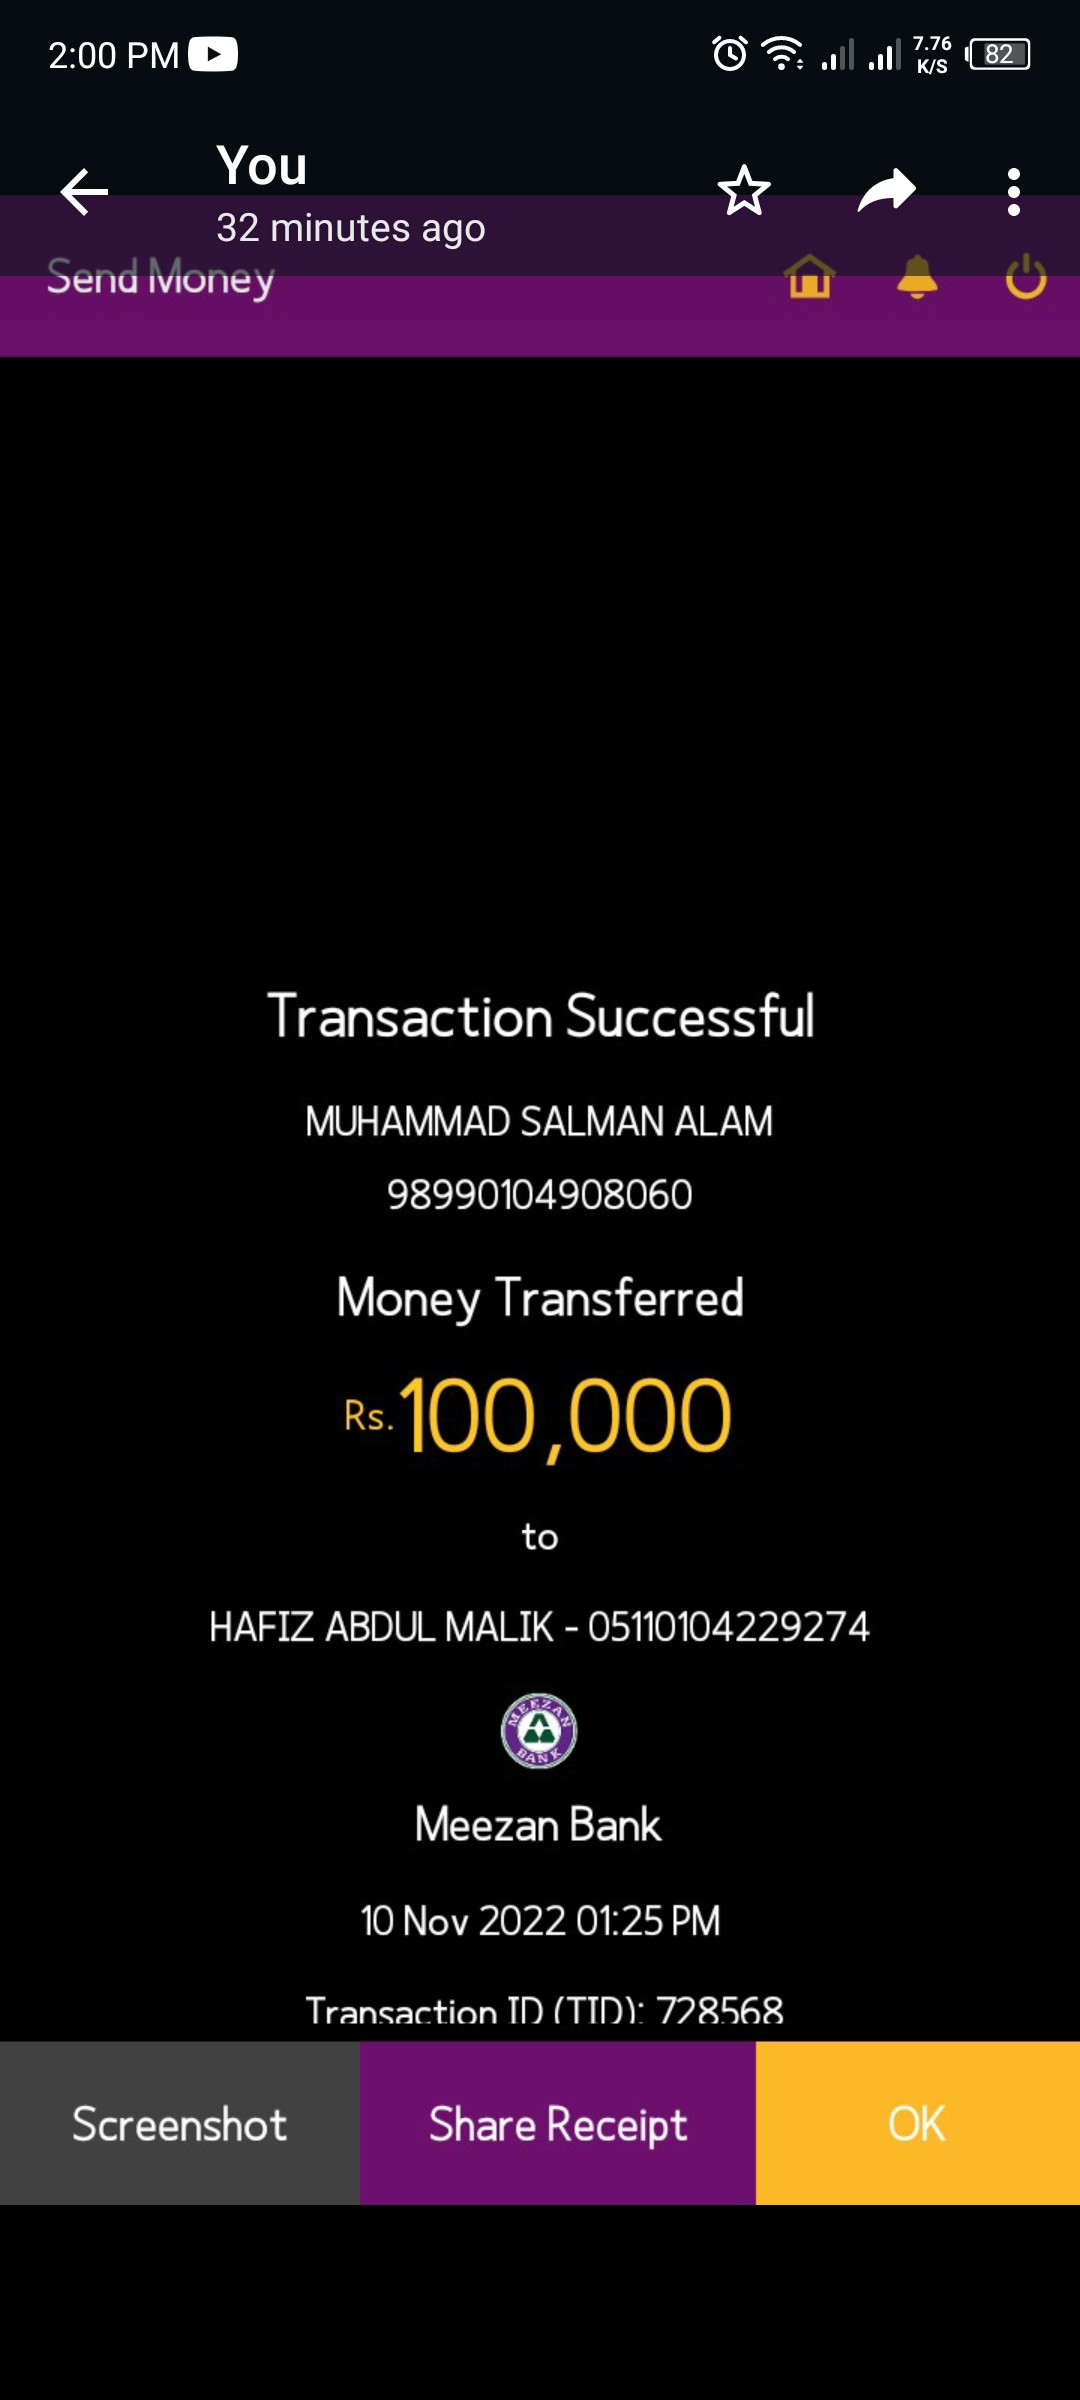 2:00 PM
7.76 K/S
82
You
32 minutes ago
Send Money
Transaction Successful
MUHAMMAD SALMAN ALAM
98990104908060
Money Transferred
Rs.100,000
to
HAFIZ ABDUL MALIK - 05110104229274
MEEZAN BANK
Meezan Bank
10 Nov 2022 01:25 PM
Transaction ID (TID): 728568
Screenshot
Share Receipt
OK